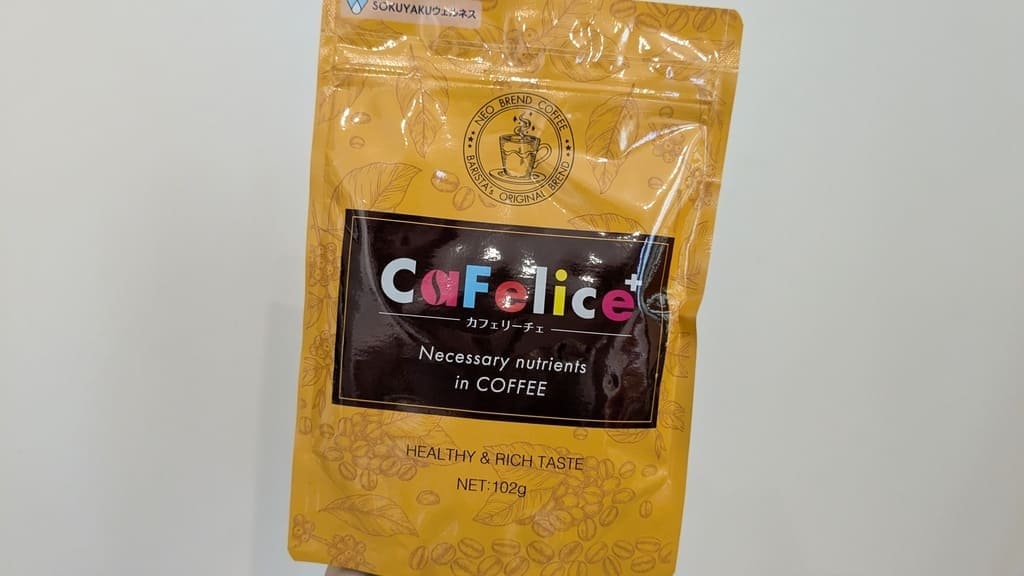 SOKUYAKUウェルネス
NEO BREND COFFEE
BARISTA's ORIGINAL BREND
CaFelice+
カフェリーチェ
Necessary nutrients
in COFFEE
HEALTHY & RICH TASTE
NET:102g